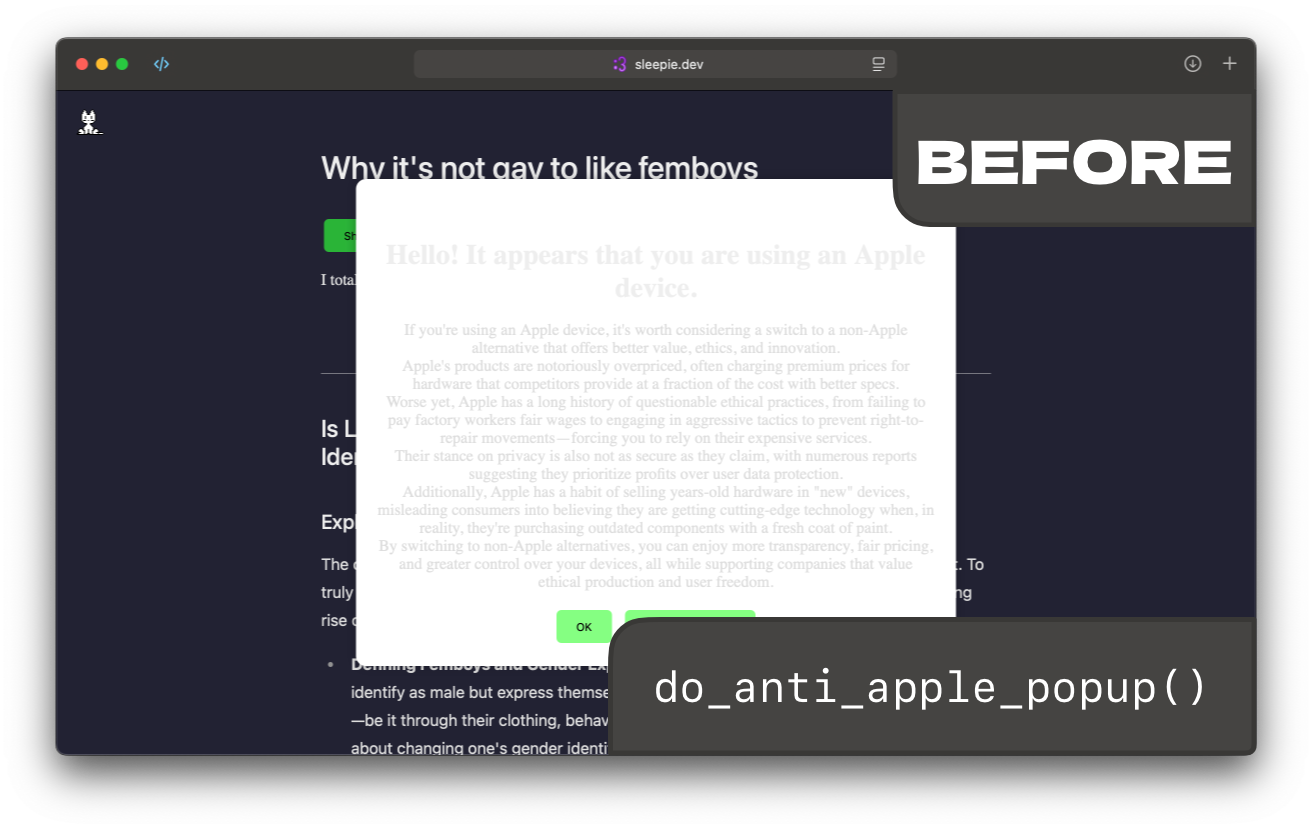 sleepie.dev
BEFORE
Why it's not gay to like femboys
Hello! It appears that you are using an Apple
device.
I total
If you're using an Apple device, it's worth considering a switch to a non-Apple
alternative that offers better value, ethics, and innovation.
Apple's products are notoriously overpriced, often charging premium prices for
hardware that competitors provide at a fraction of the cost with better specs.
Worse yet, Apple has a long history of questionable ethical practices, from failing to
pay factory workers fair wages to engaging in aggressive tactics to prevent right-to-
repair movements—forcing you to rely on their expensive services.
Their stance on privacy is also not as secure as they claim, with numerous reports
suggesting they prioritize profits over user data protection.
Additionally, Apple has a habit of selling years-old hardware in "new" devices,
misleading consumers into believing they are getting cutting-edge technology when, in
reality, they're purchasing outdated components with a fresh coat of paint.
By switching to non-Apple alternatives, you can enjoy more transparency, fair pricing,
and greater control over your devices, all while supporting companies that value
ethical production and user freedom.
OK
Is L
Iden
Expl
The
. To
truly
ng
rise
Defining Femboys and Gender Ex
identify as male but express themse
—be it through their clothing, behav
about changing one's gender identi
do_anti_apple_popup()